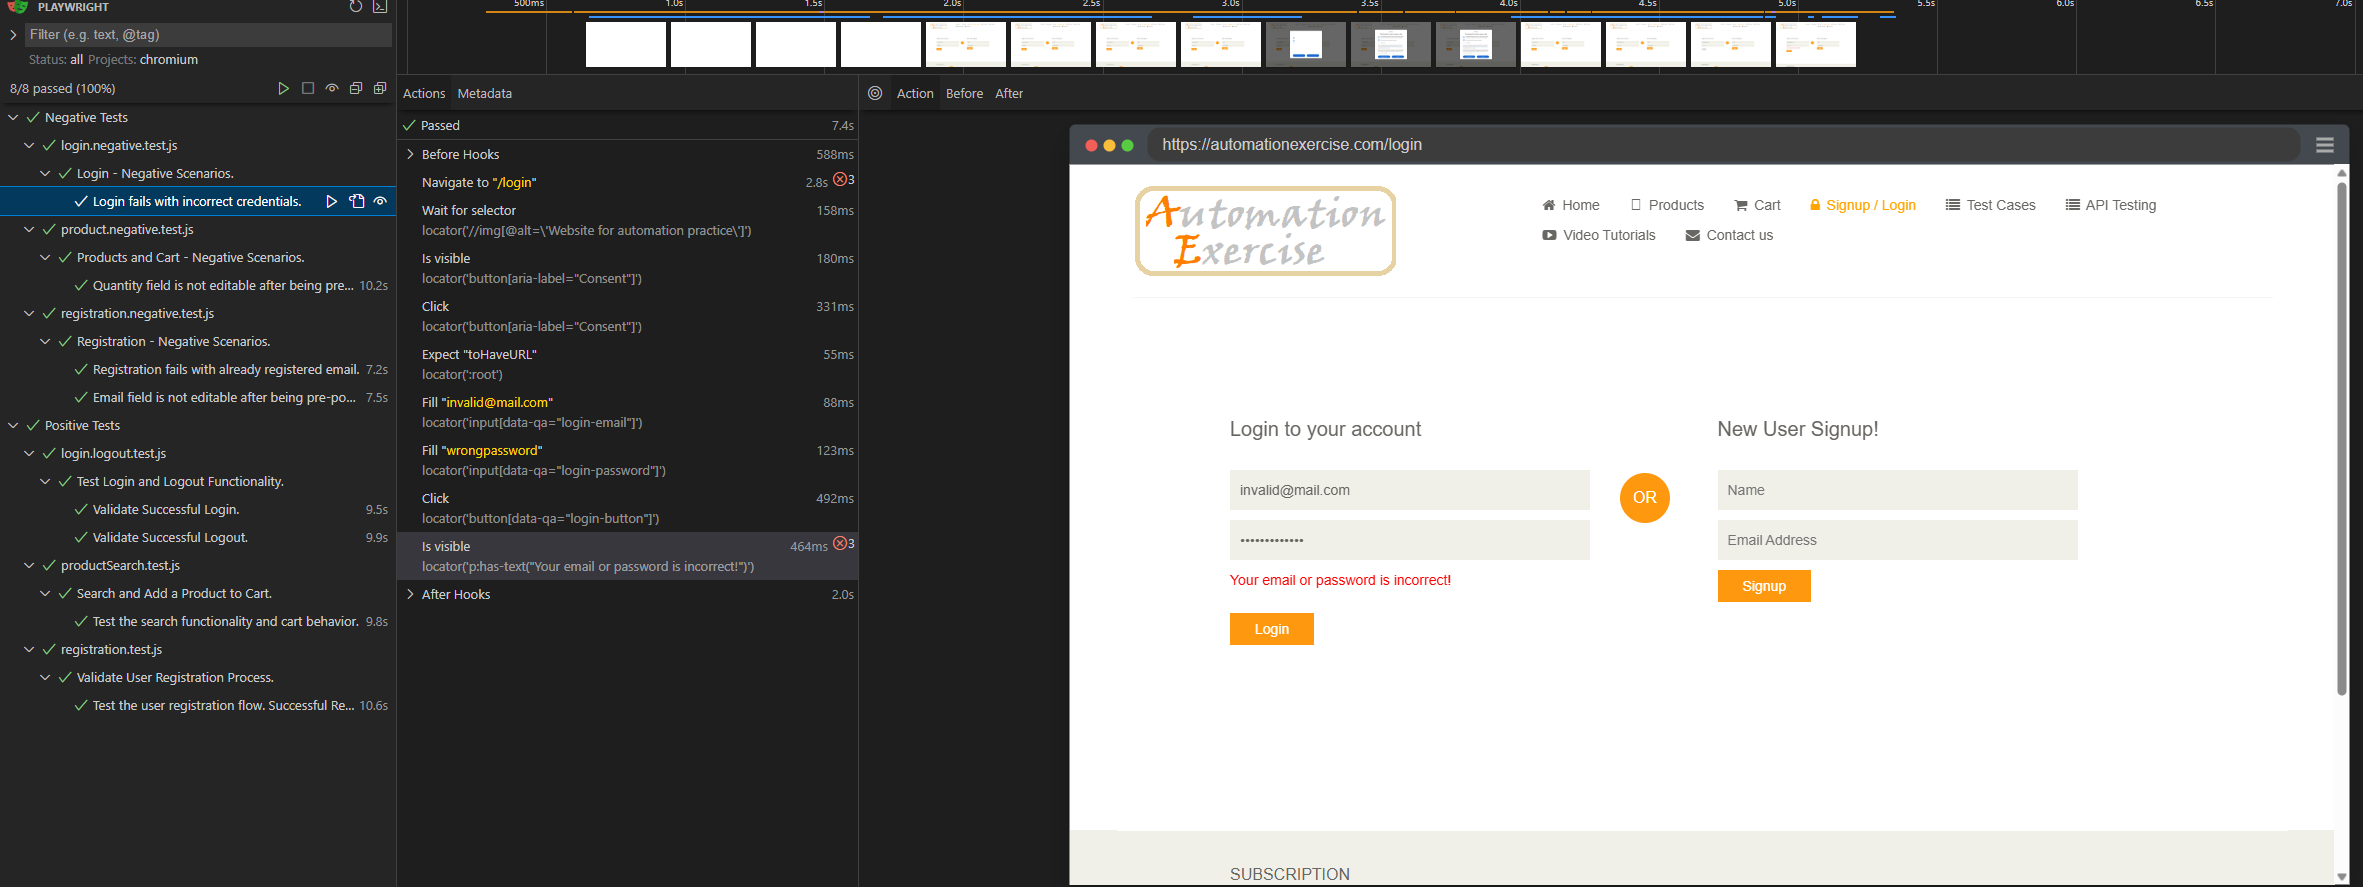 PLAYWRIGHT
Filter (e.g. text, @tag)
Status: all Projects: chromium
8/8 passed (100%)
Negative Tests
login.negative.test.js
Login - Negative Scenarios.
Login fails with incorrect credentials.
product.negative.test.js
Products and Cart - Negative Scenarios.
Quantity field is not editable after being pre... 10.2s
registration.negative.test.js
Registration - Negative Scenarios.
Registration fails with already registered email. 7.2s
Email field is not editable after being pre-po... 7.5s
Positive Tests
login.logout.test.js
Test Login and Logout Functionality.
Validate Successful Login. 9.5s
Validate Successful Logout. 9.9s
productSearch.test.js
Search and Add a Product to Cart.
Test the search functionality and cart behavior. 9.8s
registration.test.js
Validate User Registration Process.
Test the user registration flow. Successful Re... 10.6s
500ms 1.0s 1.5s 2.0s 2.5s 3.0s 3.5s 4.0s 4.5s 5.0s 5.5s 6.0s 6.5s 7.0s
Actions Metadata
Passed 7.4s
Before Hooks 588ms
Navigate to "/login" 2.8s 3
Wait for selector 158ms
locator('//img[@alt=\'Website for automation practice\']')
Is visible 180ms
locator('button[aria-label="Consent"]')
Click 331ms
locator('button[aria-label="Consent"]')
Expect "toHaveURL" 55ms
locator(':root')
Fill "invalid@mail.com" 88ms
locator('input[data-qa="login-email"]')
Fill "wrongpassword" 123ms
locator('input[data-qa="login-password"]')
Click 492ms
locator('button[data-qa="login-button"]')
Is visible 464ms 3
locator('p:has-text("Your email or password is incorrect!")')
After Hooks 2.0s
Action Before After
https://automationexercise.com/login
Automation
Exercise
Home Products Cart Signup / Login Test Cases API Testing
Video Tutorials Contact us
Login to your account
invalid@mail.com
•••••••••••••
Your email or password is incorrect!
Login
OR
New User Signup!
Name
Email Address
Signup
SUBSCRIPTION